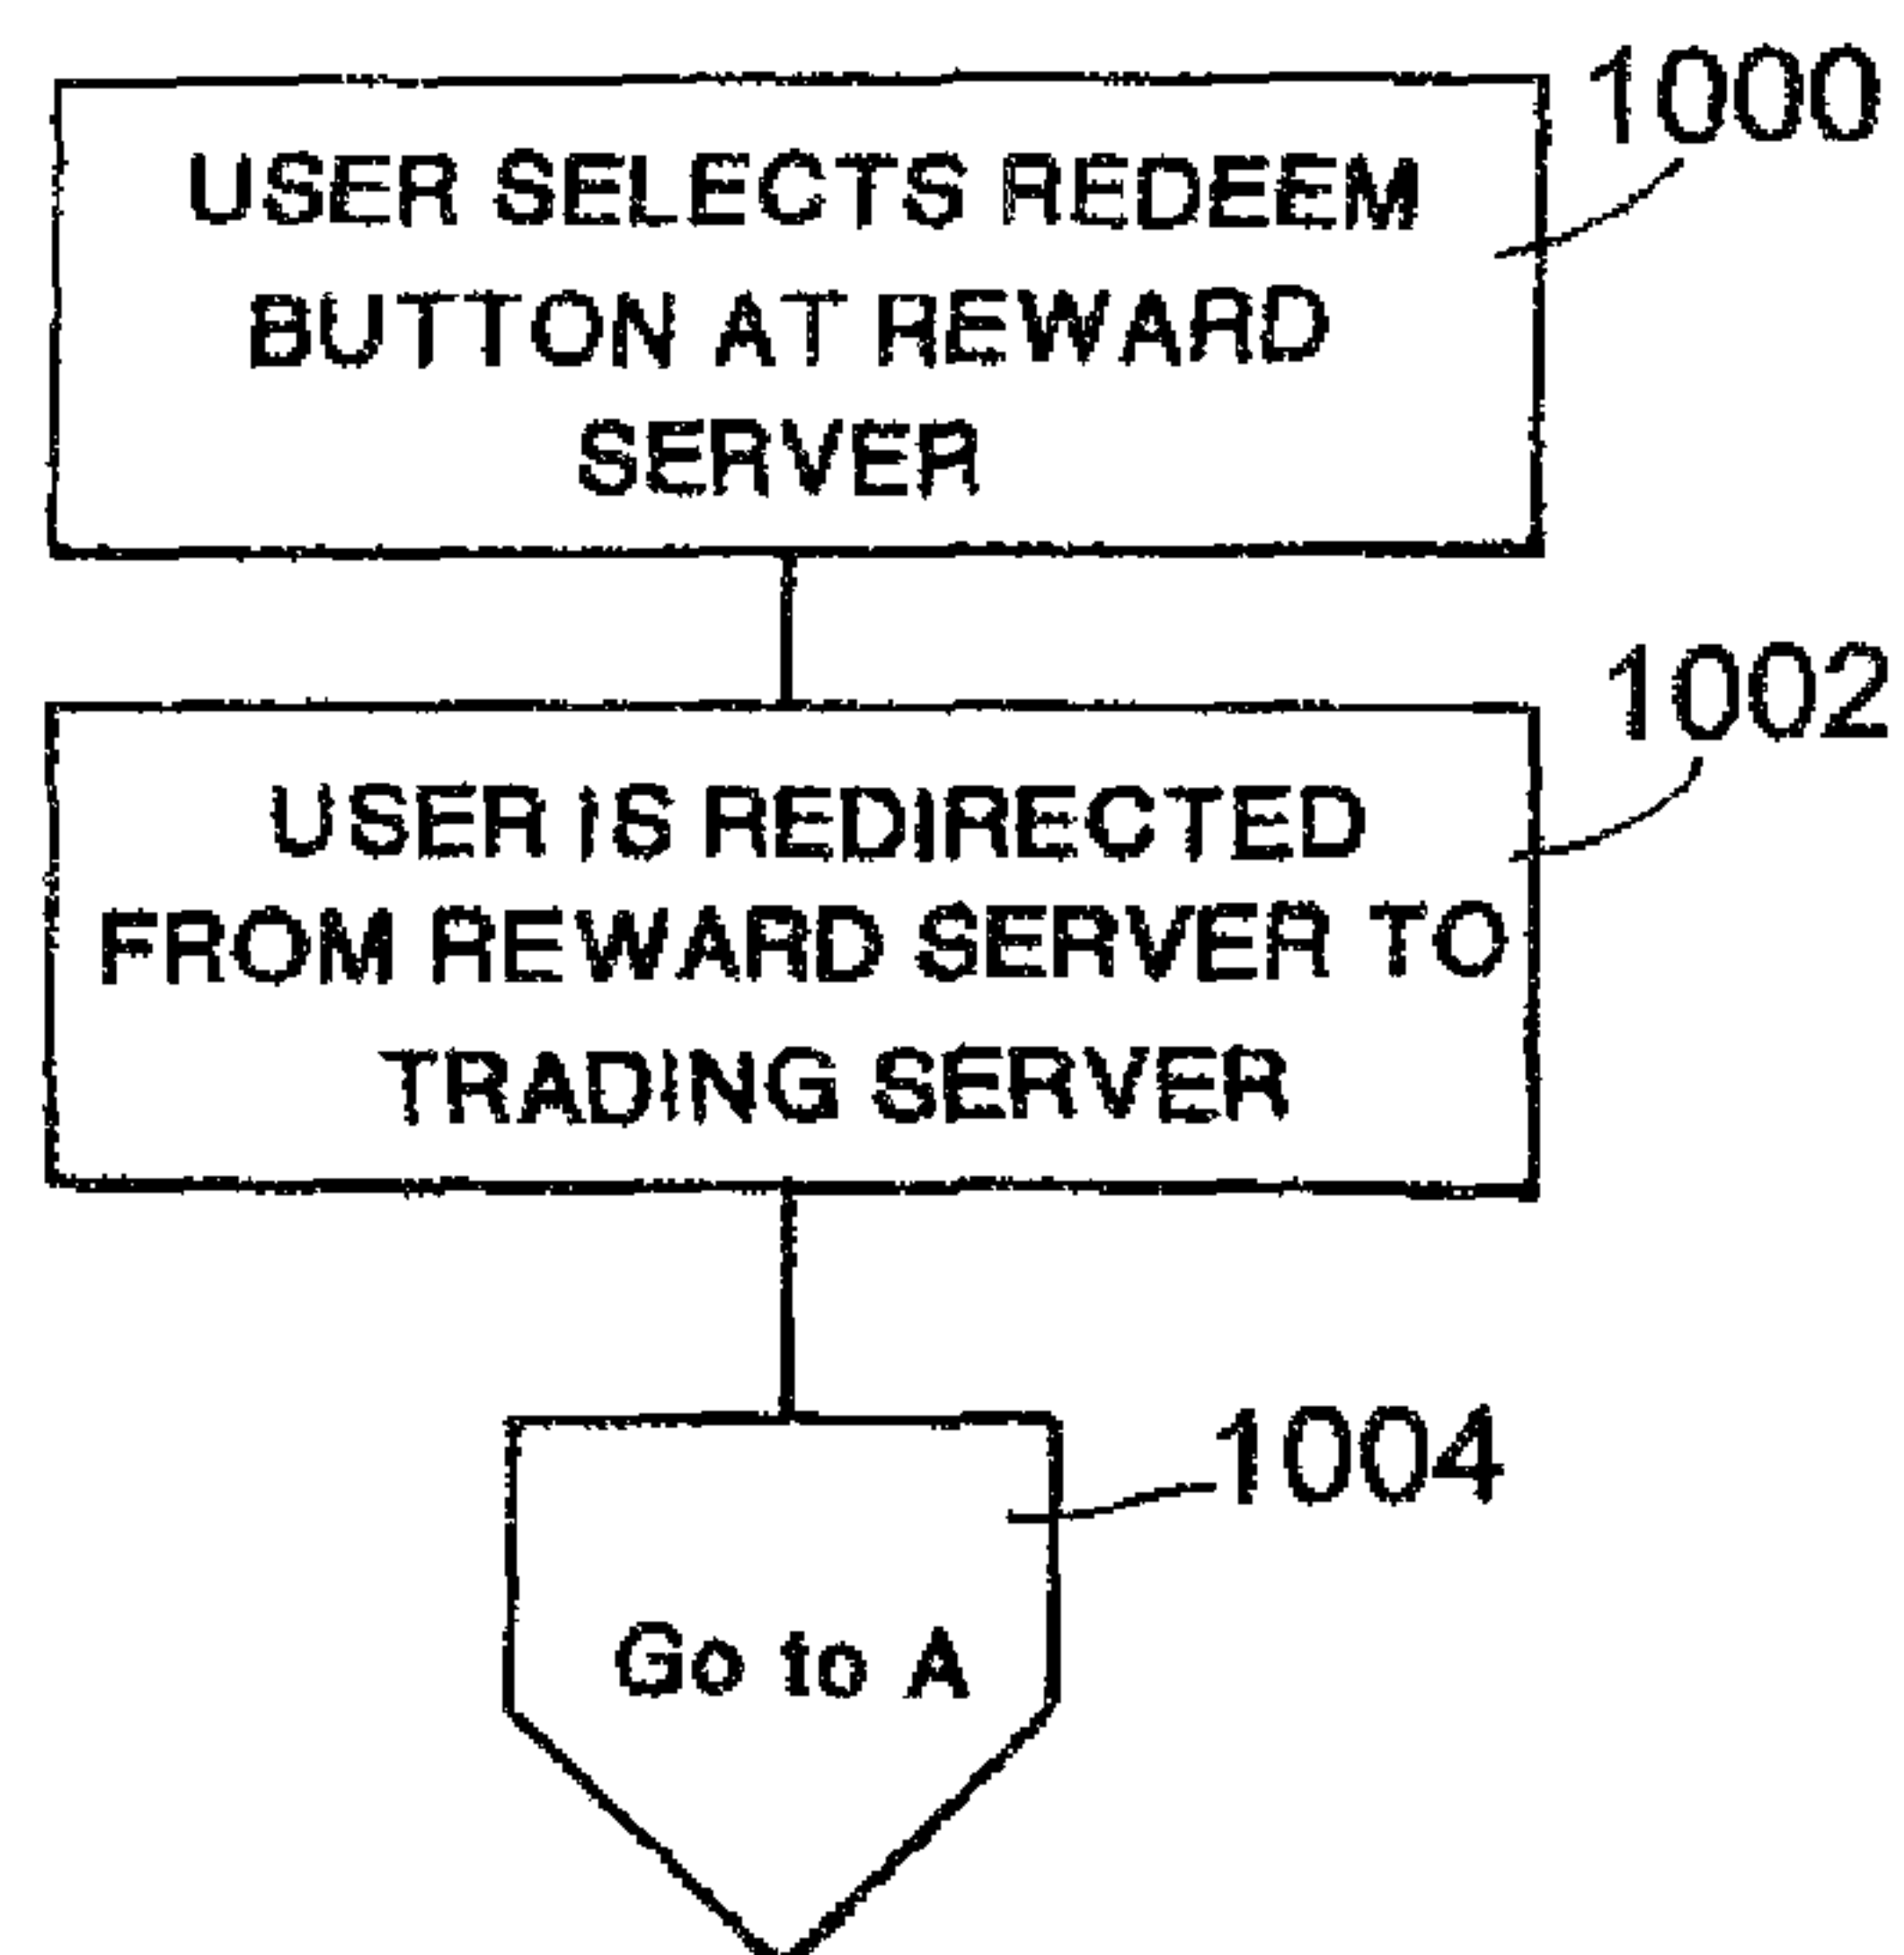 1000
USER SELECTS REDEEM
BUTTON AT REWARD
SERVER
1002
USER IS REDIRECTED
FROM REWARD SERVER TO
TRADING SERVER
1004
Go to A